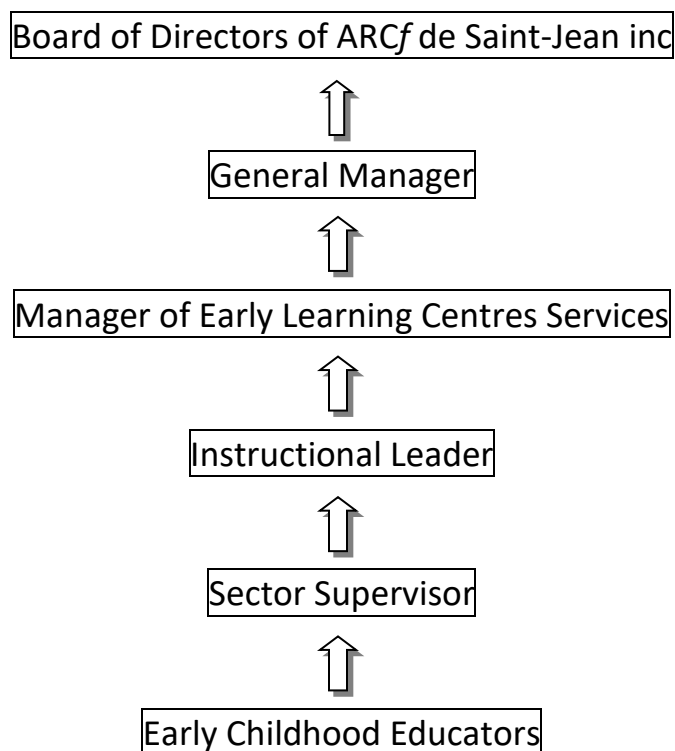 Board of Directors of ARCf de Saint-Jean inc
General Manager
Manager of Early Learning Centres Services
Instructional Leader
Sector Supervisor
Early Childhood Educators